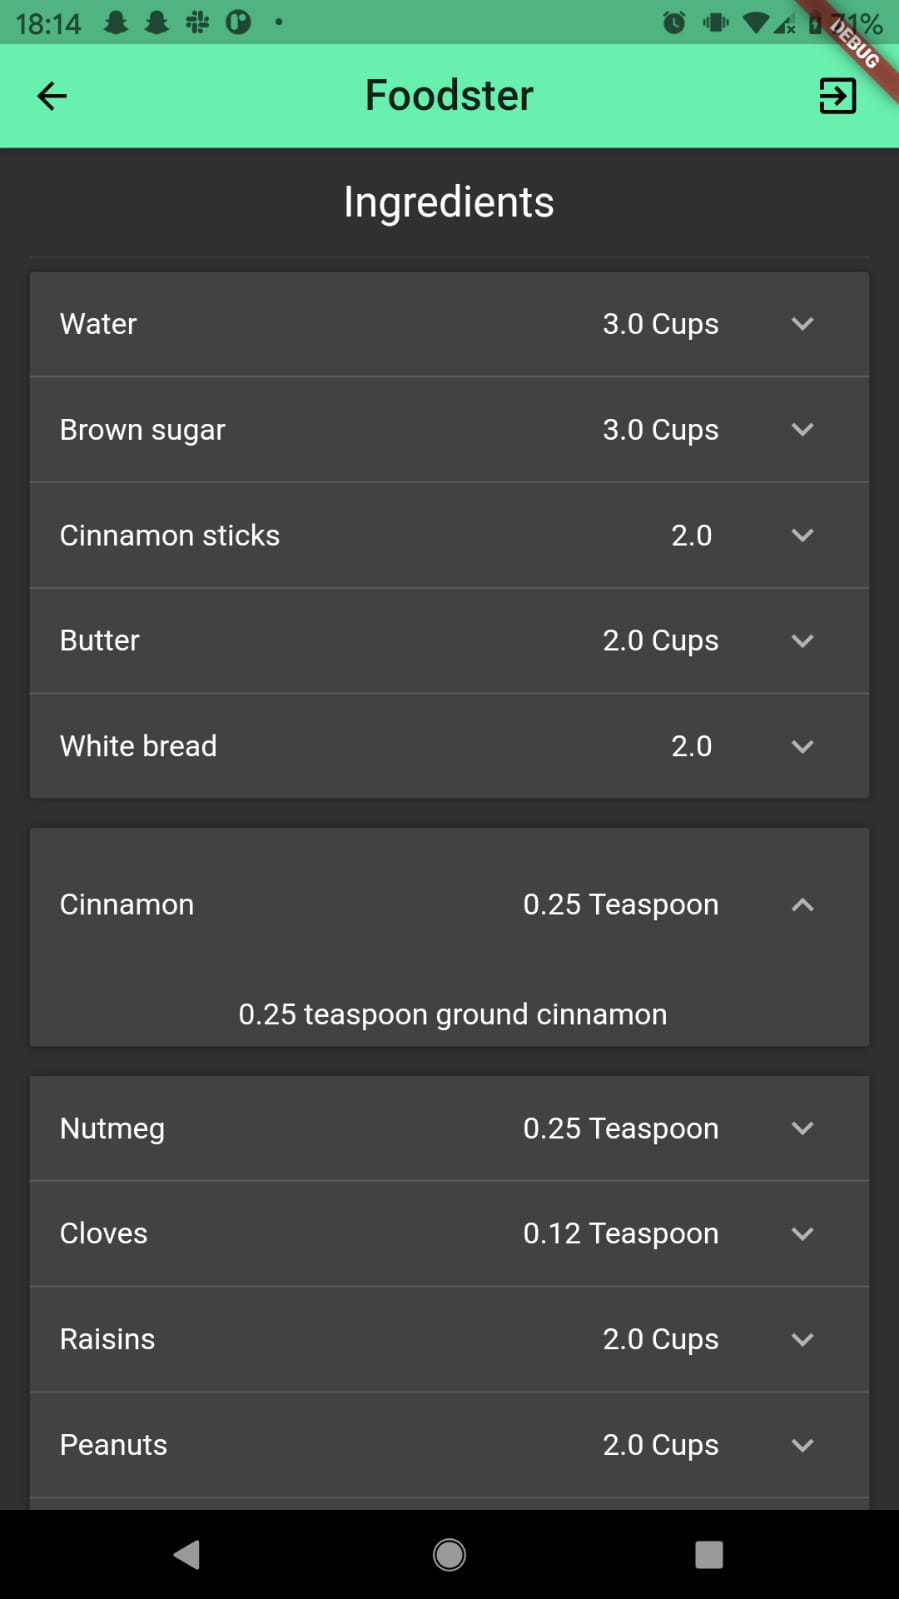 18:14 71%
DEBUG
Foodster
Ingredients
Water 3.0 Cups
Brown sugar 3.0 Cups
Cinnamon sticks 2.0
Butter 2.0 Cups
White bread 2.0
Cinnamon 0.25 Teaspoon
0.25 teaspoon ground cinnamon
Nutmeg 0.25 Teaspoon
Cloves 0.12 Teaspoon
Raisins 2.0 Cups
Peanuts 2.0 Cups